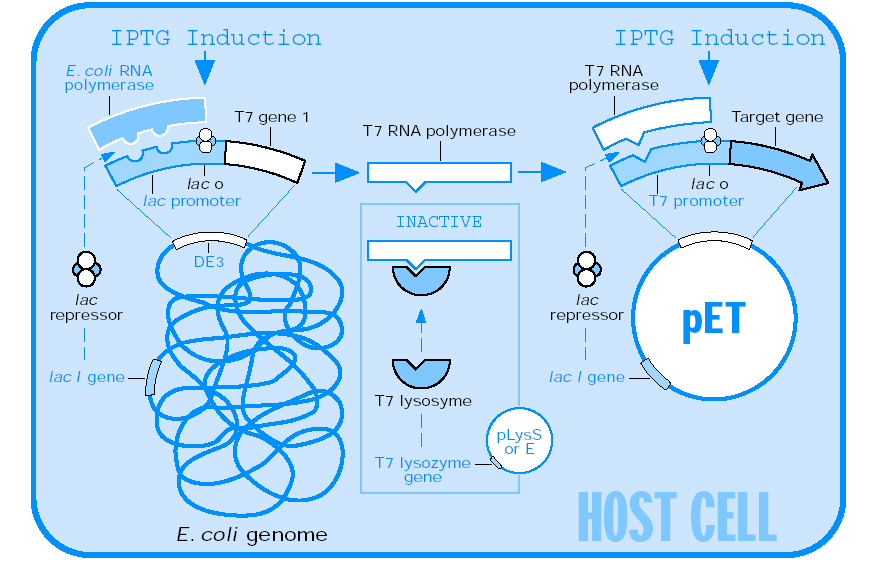 IPTG Induction
E. coli RNA
polymerase
T7 gene 1
lac o
lac promoter
DE3
lac
repressor
lac I gene
E. coli genome
T7 RNA polymerase
INACTIVE
T7 lysosyme
T7 lysozyme
gene
pLysS
or E
IPTG Induction
T7 RNA
polymerase
Target gene
lac o
T7 promoter
lac
repressor
lac I gene
pET
HOST CELL